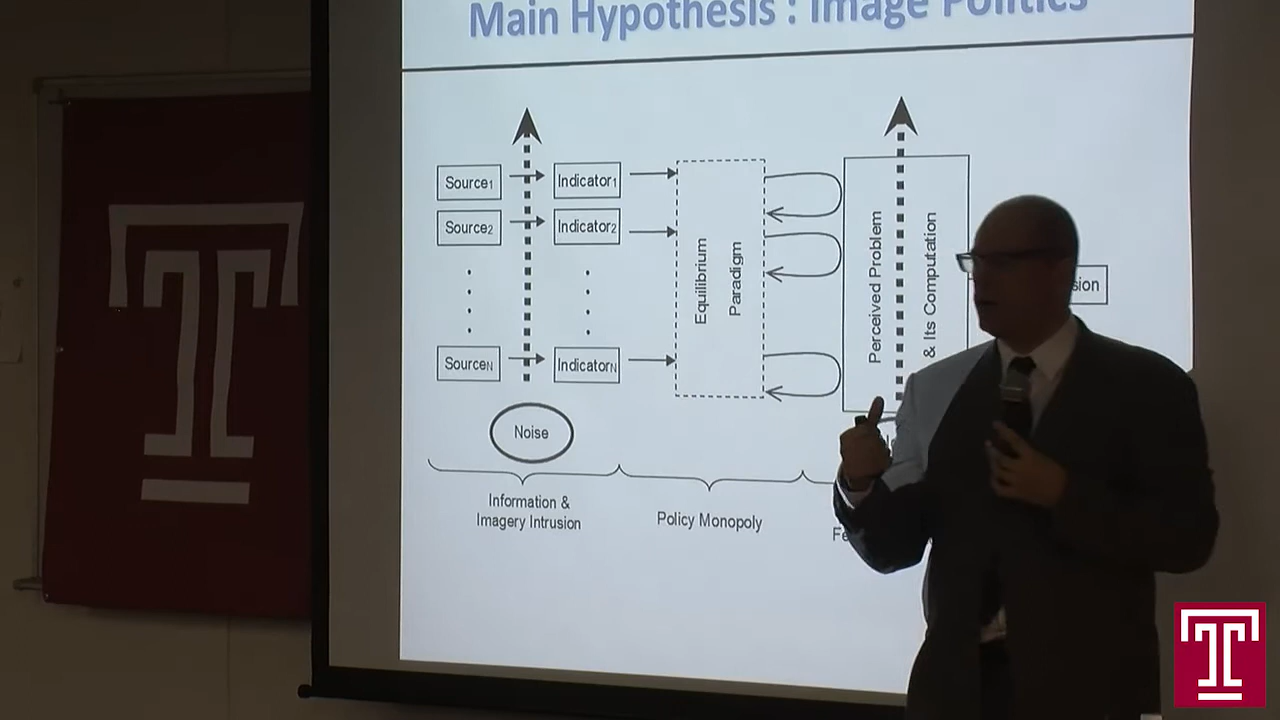 Main Hypothesis : Image Politics
Source1
Indicator1
Source2
Indicator2
SourceN
IndicatorN
Equilibrium
Paradigm
Perceived Problem
& Its Computation
Noise
Information &
Imagery Intrusion
Policy Monopoly
T
T